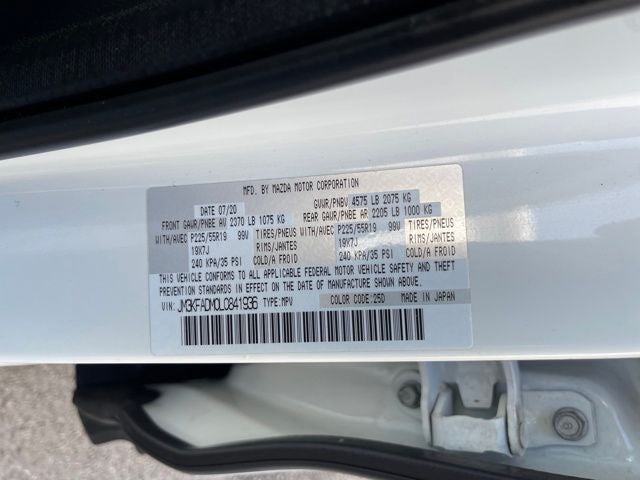 MFD. BY MAZDA MOTOR CORPORATION
DATE 07/20 GVWR/PNBV 4575 LB 2075 KG
FRONT GAWR/PNBE AV 2370 LB 1075 KG REAR GAWR/PNBE AR 2205 LB 1000 KG
WITH/AVEC P225/55R19 99V TIRES/PNEUS WITH/AVEC P225/55R19 99V TIRES/PNEUS
19X7J RIMS/JANTES 19X7J RIMS/JANTES
240 KPA/35 PSI COLD/A FROID 240 KPA/35 PSI COLD/A FROID
THIS VEHICLE CONFORMS TO ALL APPLICABLE FEDERAL MOTOR VEHICLE SAFETY AND THEFT
PREVENTION STANDARDS IN EFFECT ON THE DATE OF MANUFACTURE SHOWN ABOVE.
VIN: JM3KFADM0L0841936 TYPE:MPV COLOR CODE:25D MADE IN JAPAN